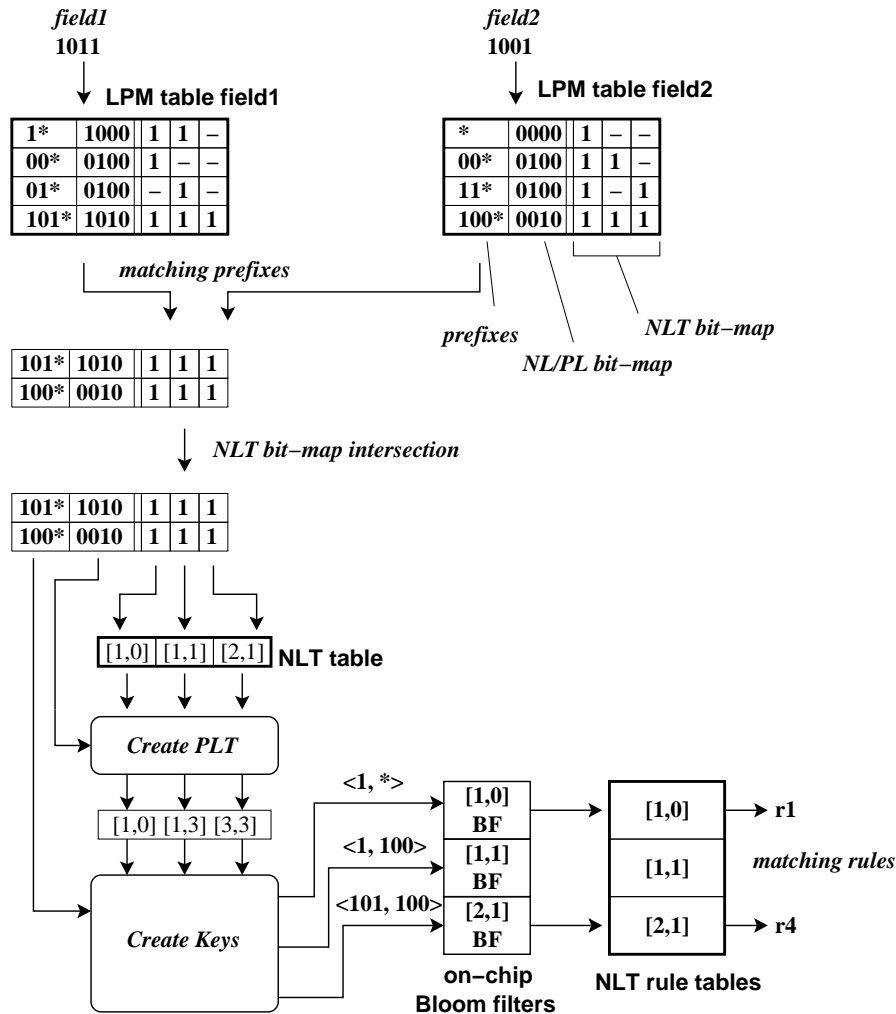 field1
1011
field2
1001
LPM table field1
LPM table field2
1* 1000 1 1 –
00* 0100 1 – –
01* 0100 – 1 –
101* 1010 1 1 1
* 0000 1 – –
00* 0100 1 1 –
11* 0100 1 – 1
100* 0010 1 1 1
matching prefixes
prefixes
NL/PL bit–map
NLT bit–map
101* 1010 1 1 1
100* 0010 1 1 1
NLT bit–map intersection
101* 1010 1 1 1
100* 0010 1 1 1
[1,0] [1,1] [2,1]
NLT table
Create PLT
[1,0] [1,3] [3,3]
Create Keys
<1, *>
<1, 100>
<101, 100>
[1,0]
BF
[1,1]
BF
[2,1]
BF
on–chip
Bloom filters
[1,0]
[1,1]
[2,1]
NLT rule tables
r1
matching rules
r4